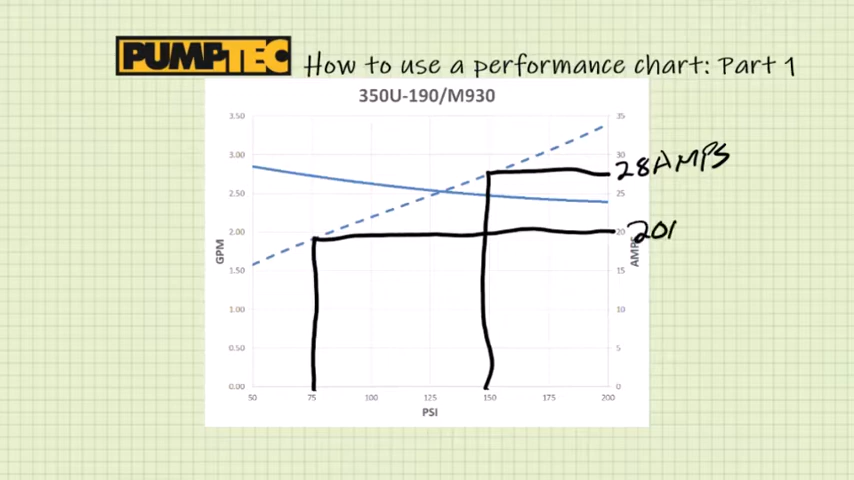 PUMPTEC How to use a performance chart: Part 1
350U-190/M930
3.50 35
3.00 30
28AMPS
2.50 25
2.00 20
GPM
AMPS
1.50 15
1.00 10
0.50 5
0.00 0
50 75 100 125 150 175 200
PSI